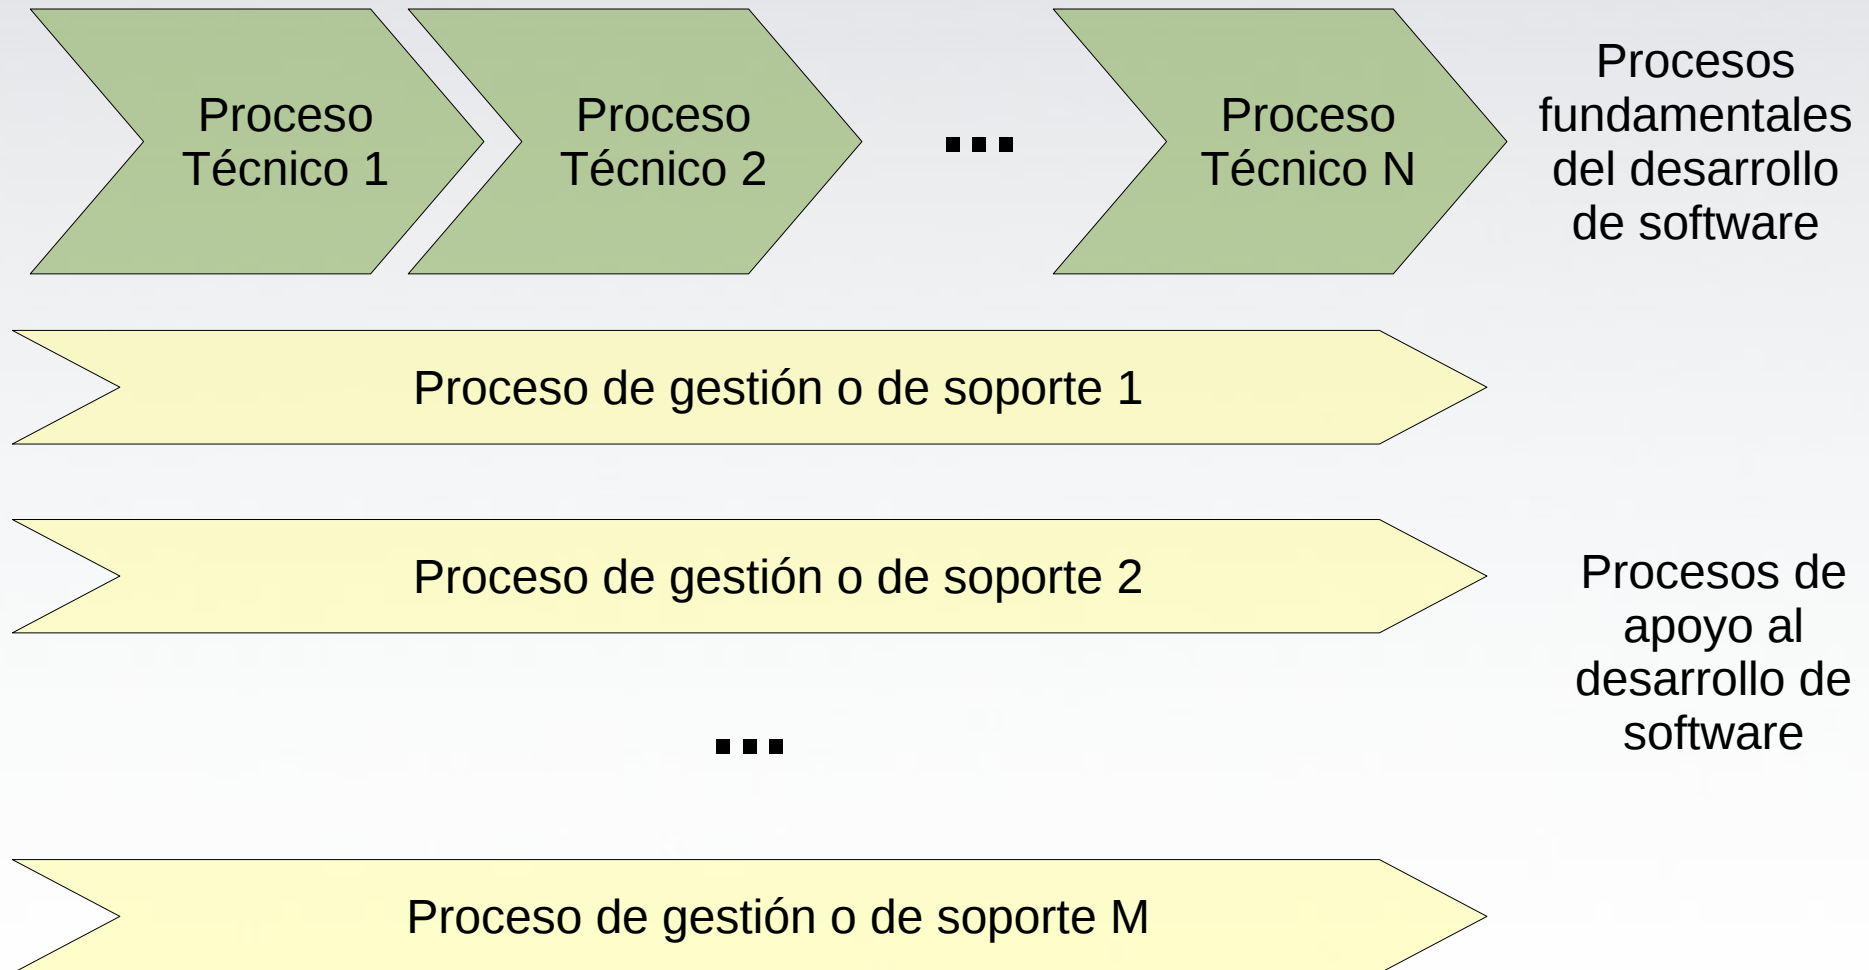 Proceso
Técnico 1
Proceso
Técnico 2
...
Proceso
Técnico N
Procesos
fundamentales
del desarrollo
de software
Proceso de gestión o de soporte 1
Proceso de gestión o de soporte 2
...
Proceso de gestión o de soporte M
Procesos de
apoyo al
desarrollo de
software